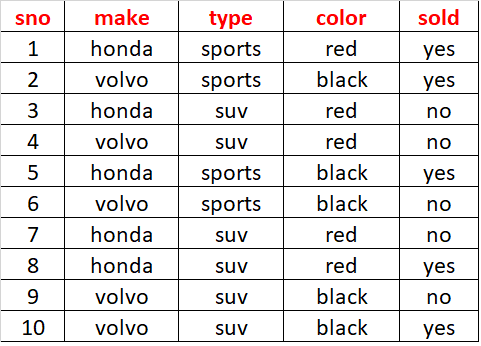 sno make type color sold
1 honda sports red yes
2 volvo sports black yes
3 honda suv red no
4 volvo suv red no
5 honda sports black yes
6 volvo sports black no
7 honda suv red no
8 honda suv red yes
9 volvo suv black no
10 volvo suv black yes